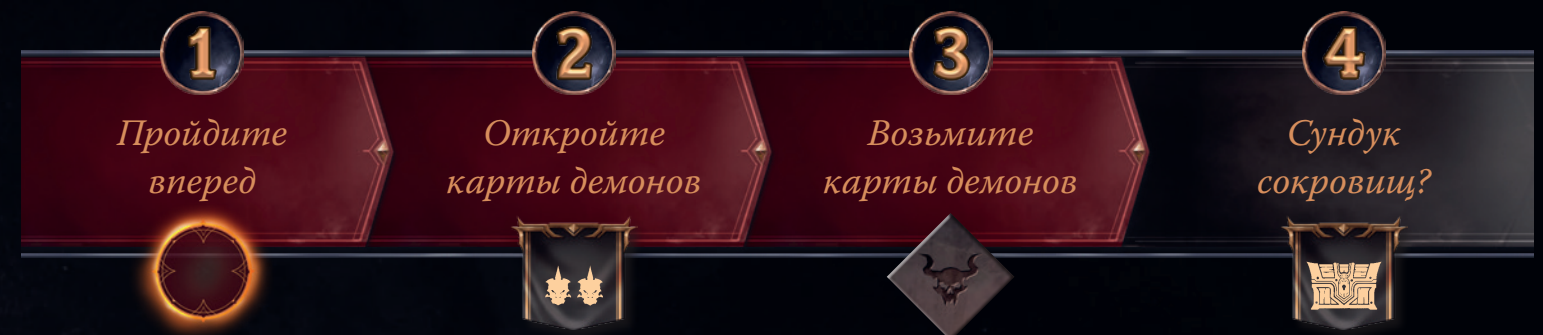 1
Пройдите
вперед
2
Откройте
карты демонов
3
Возьмите
карты демонов
4
Сундук
сокровищ?